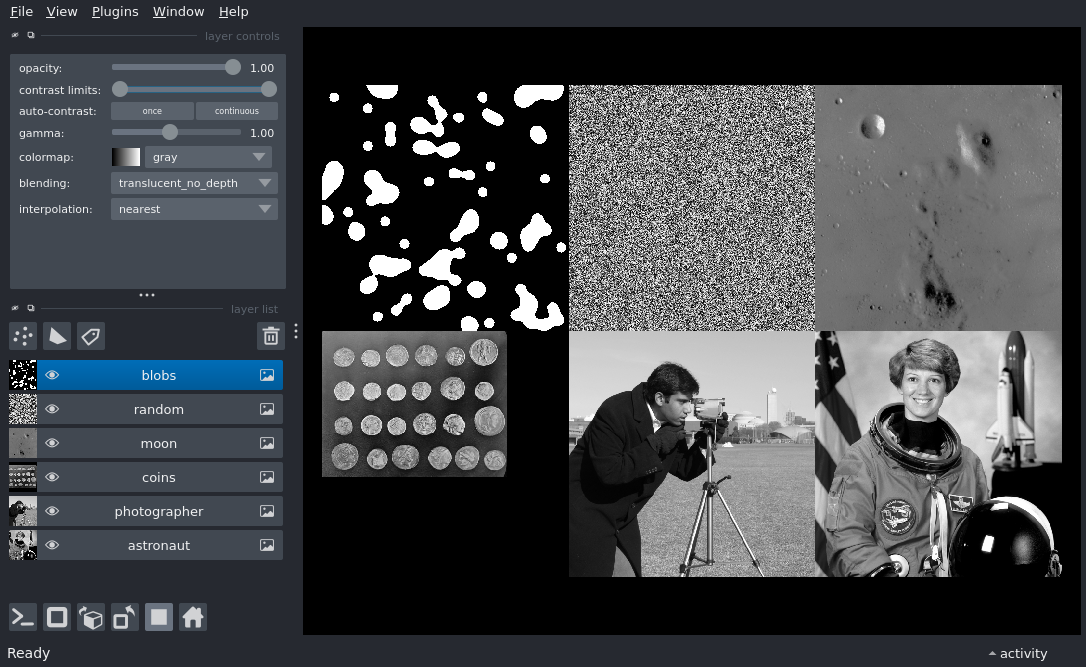 File View Plugins Window Help
layer controls
opacity: 1.00
contrast limits:
auto-contrast: once continuous
gamma: 1.00
colormap: gray
blending: translucent_no_depth
interpolation: nearest
layer list
blobs
random
moon
coins
photographer
astronaut
Ready
activity